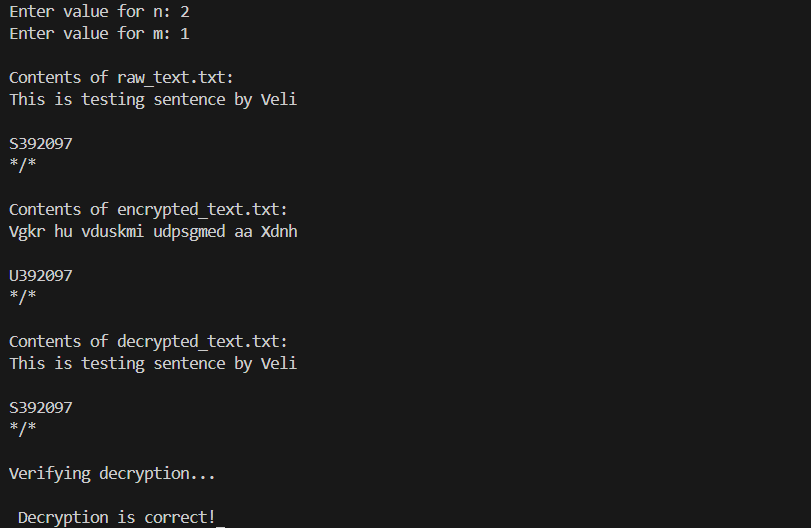 Enter value for n: 2
Enter value for m: 1
Contents of raw_text.txt:
This is testing sentence by Veli
S392097
*/*
Contents of encrypted_text.txt:
Vgkr hu vduskmi udpsgmed aa Xdnh
U392097
*/*
Contents of decrypted_text.txt:
This is testing sentence by Veli
S392097
*/*
Verifying decryption...
Decryption is correct!_